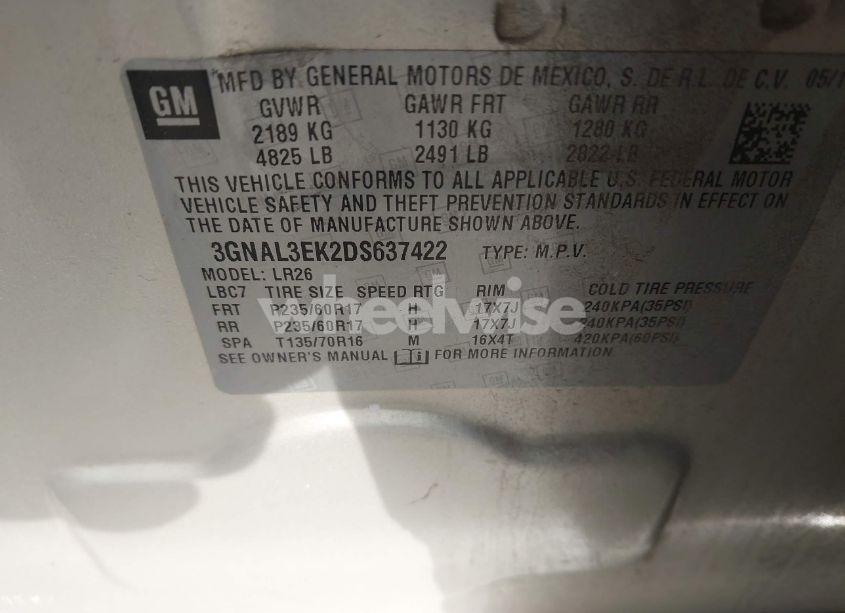 GM
MFD BY GENERAL MOTORS DE MEXICO, S. DE R.L. DE C.V. 05/1
GVWR GAWR FRT GAWR RR
2189 KG 1130 KG 1280 KG
4825 LB 2491 LB 2822 LB
THIS VEHICLE CONFORMS TO ALL APPLICABLE U.S. FEDERAL MOTOR
VEHICLE SAFETY AND THEFT PREVENTION STANDARDS IN EFFECT ON
THE DATE OF MANUFACTURE SHOWN ABOVE.
3GNAL3EK2DS637422 TYPE: M.P.V.
MODEL: LR26
LBC7 TIRE SIZE SPEED RTG RIM COLD TIRE PRESSURE
FRT P235/60R17 H 17X7J 240KPA(35PSI)
RR P235/60R17 H 17X7J 240KPA(35PSI)
SPA T135/70R16 M 16X4T 420KPA(60PSI)
SEE OWNER'S MANUAL FOR MORE INFORMATION
wheelwise